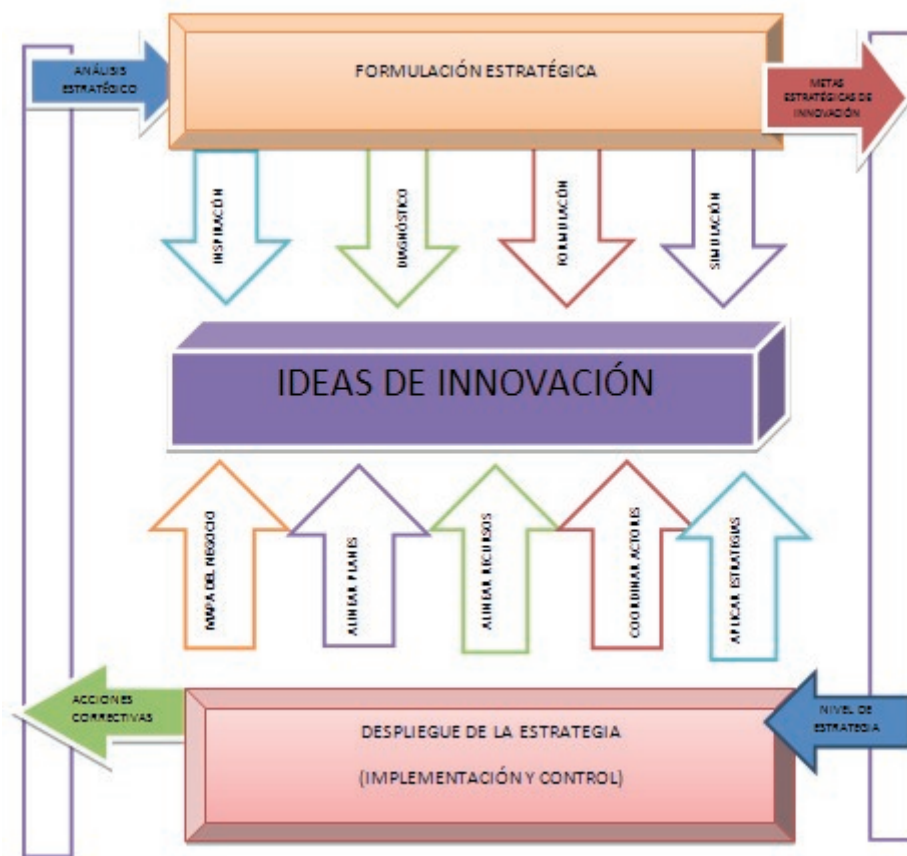 ANÁLISIS
ESTRATÉGICO
FORMULACIÓN ESTRATÉGICA
METAS
ESTRATÉGICAS DE
INNOVACIÓN
INSPIRACIÓN
DIAGNÓSTICO
FORMULACIÓN
SIMULACIÓN
IDEAS DE INNOVACIÓN
MAPA DEL NEGOCIO
ALINEAR PLANES
ALINEAR RECURSOS
COORDINAR ACTORES
APLICAR ESTRATEGIAS
ACCIONES
CORRECTIVAS
DESPLIEGUE DE LA ESTRATEGIA
(IMPLEMENTACIÓN Y CONTROL)
NIVEL DE
ESTRATEGIA